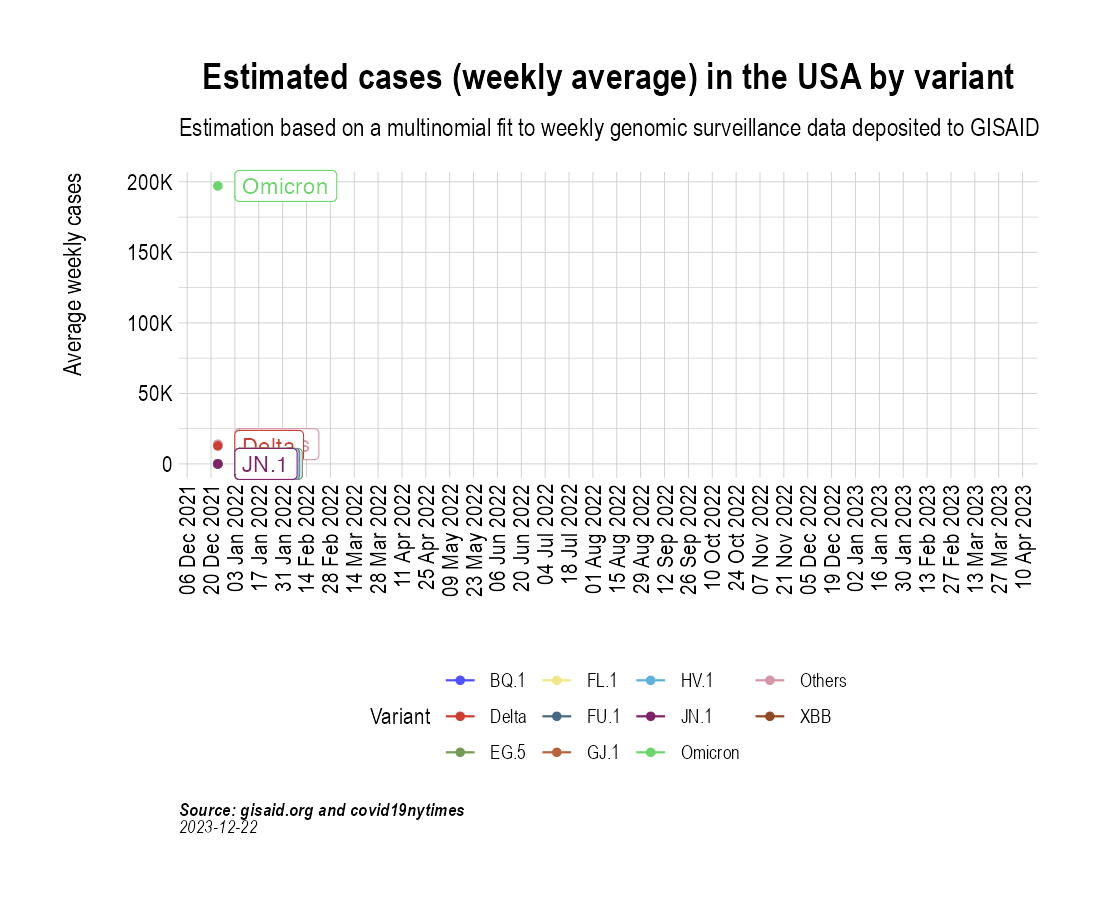 Estimated cases (weekly average) in the USA by variant
Estimation based on a multinomial fit to weekly genomic surveillance data deposited to GISAID
Average weekly cases
200K
150K
100K
50K
0
Omicron
Delta
s
JN.1
06 Dec 2021
20 Dec 2021
03 Jan 2022
17 Jan 2022
31 Jan 2022
14 Feb 2022
28 Feb 2022
14 Mar 2022
28 Mar 2022
11 Apr 2022
25 Apr 2022
09 May 2022
23 May 2022
06 Jun 2022
20 Jun 2022
04 Jul 2022
18 Jul 2022
01 Aug 2022
15 Aug 2022
29 Aug 2022
12 Sep 2022
26 Sep 2022
10 Oct 2022
24 Oct 2022
07 Nov 2022
21 Nov 2022
05 Dec 2022
19 Dec 2022
02 Jan 2023
16 Jan 2023
30 Jan 2023
13 Feb 2023
27 Feb 2023
13 Mar 2023
27 Mar 2023
10 Apr 2023
Variant
BQ.1 FL.1 HV.1 Others
Delta FU.1 JN.1 XBB
EG.5 GJ.1 Omicron
Source: gisaid.org and covid19nytimes
2023-12-22